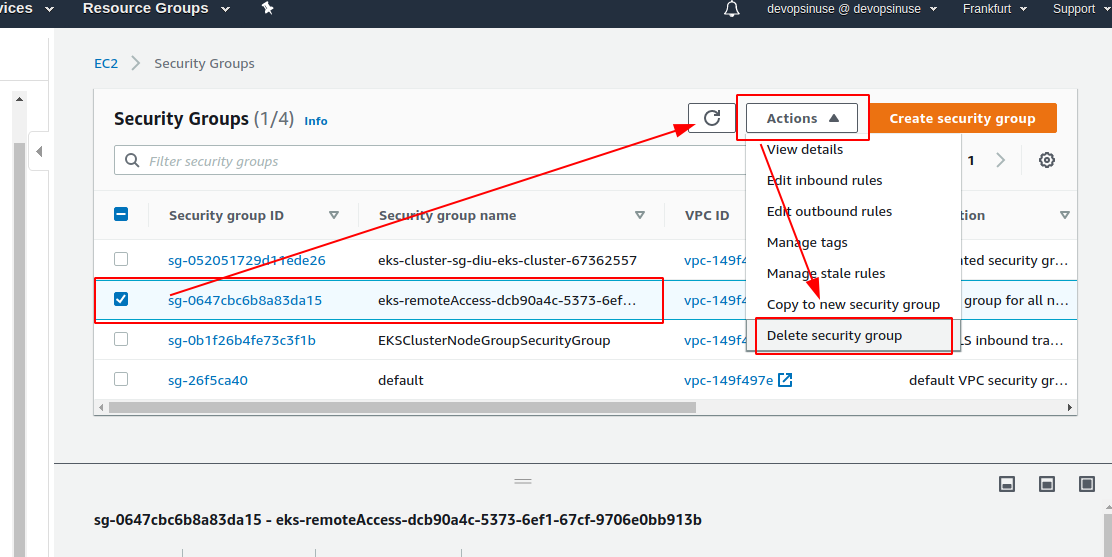 vices Resource Groups devopsinuse @ devopsinuse Frankfurt Support
EC2 Security Groups
Security Groups (1/4) Info Actions Create security group
Filter security groups 1
View details
Edit inbound rules
Edit outbound rules
Manage tags
Manage stale rules
Copy to new security group
Delete security group
Security group ID Security group name VPC ID tion
sg-052051729d11ede26 eks-cluster-sg-diu-eks-cluster-67362557 vpc-149f4 ted security gr...
sg-0647cbc6b8a83da15 eks-remoteAccess-dcb90a4c-5373-6ef... vpc-149f4 group for all n...
sg-0b1f26b4fe73c3f1b EKSClusterNodeGroupSecurityGroup vpc-149f4 LS inbound tra...
sg-26f5ca40 default vpc-149f497e default VPC security gr...
sg-0647cbc6b8a83da15 - eks-remoteAccess-dcb90a4c-5373-6ef1-67cf-9706e0bb913b